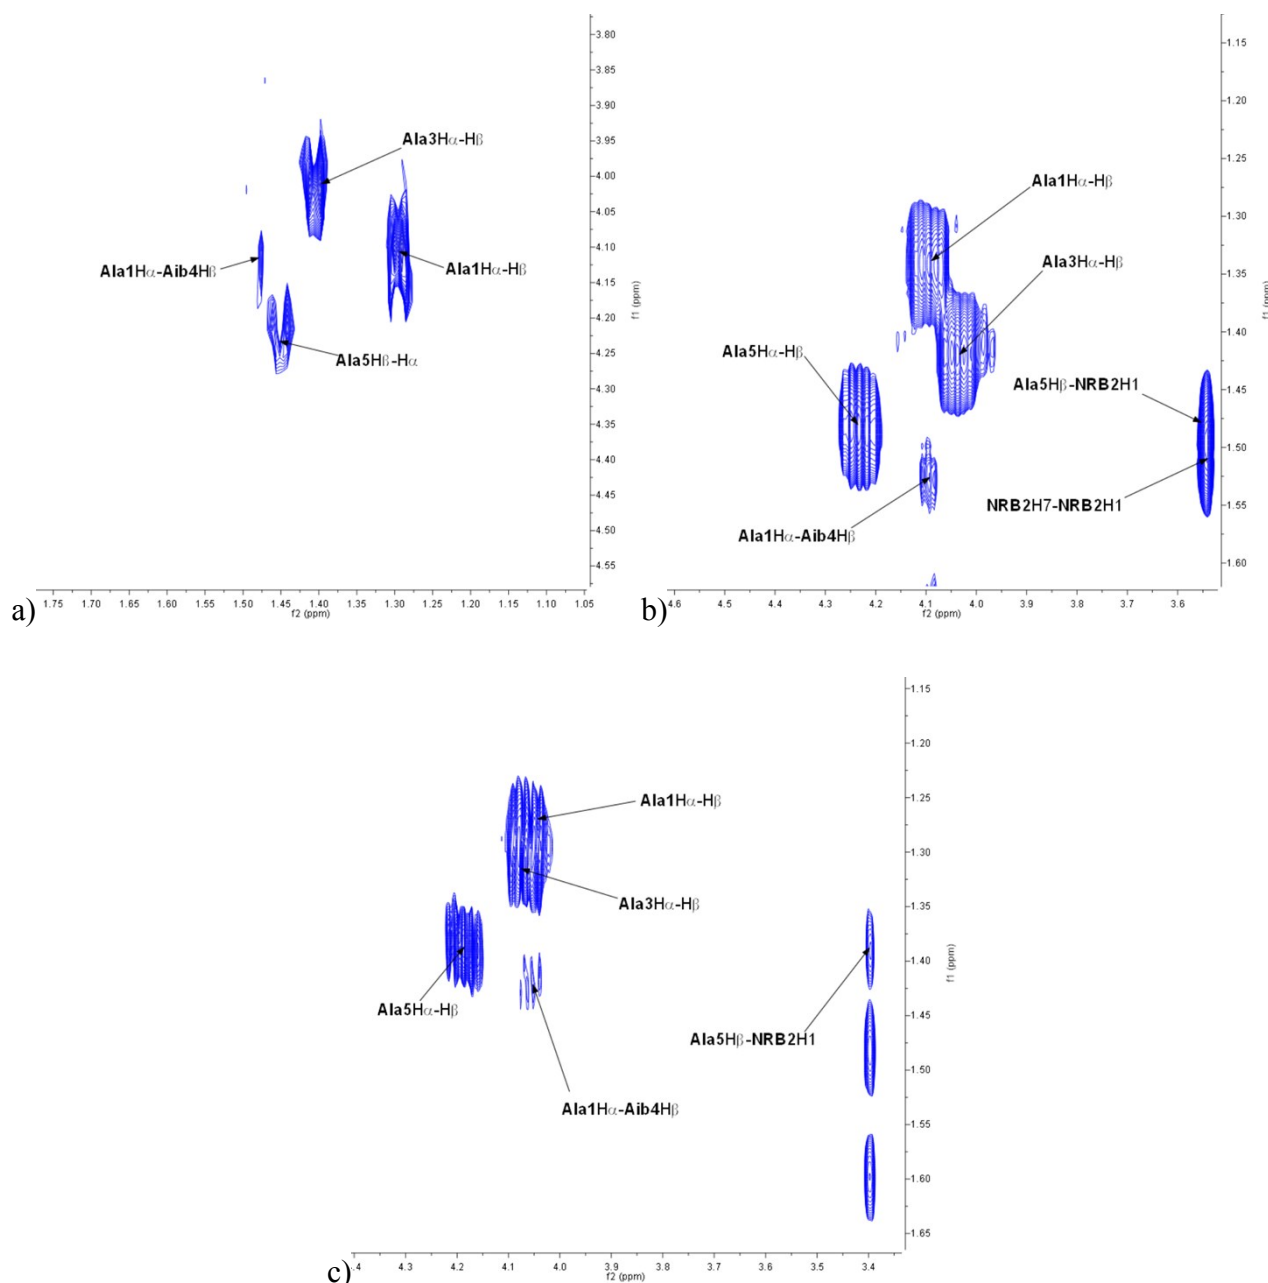 3.80
3.85
3.90
3.95
4.00
4.05
4.10
4.15
4.20
4.25
4.30
4.35
4.40
4.45
4.50
4.55
f1 (ppm)
Ala3Hα-Hβ
Ala1Hα-Aib4Hβ
Ala1Hα-Hβ
Ala5Hβ-Hα
1.75 1.70 1.65 1.60 1.55 1.50 1.45 1.40 1.35 1.30 1.25 1.20 1.15 1.10 1.05
f2 (ppm)
a)
1.15
1.20
1.25
1.30
1.35
1.40
1.45
1.50
1.55
1.60
f1 (ppm)
Ala1Hα-Hβ
Ala3Hα-Hβ
Ala5Hα-Hβ
Ala5Hβ-NRB2H1
NRB2H7-NRB2H1
Ala1Hα-Aib4Hβ
4.6 4.5 4.4 4.3 4.2 4.1 4.0 3.9 3.8 3.7 3.6
f2 (ppm)
b)
1.15
1.20
1.25
1.30
1.35
1.40
1.45
1.50
1.55
1.60
1.65
f1 (ppm)
Ala1Hα-Hβ
Ala3Hα-Hβ
Ala5Hα-Hβ
Ala5Hβ-NRB2H1
Ala1Hα-Aib4Hβ
.4 4.3 4.2 4.1 4.0 3.9 3.8 3.7 3.6 3.5 3.4
f2 (ppm)
c)